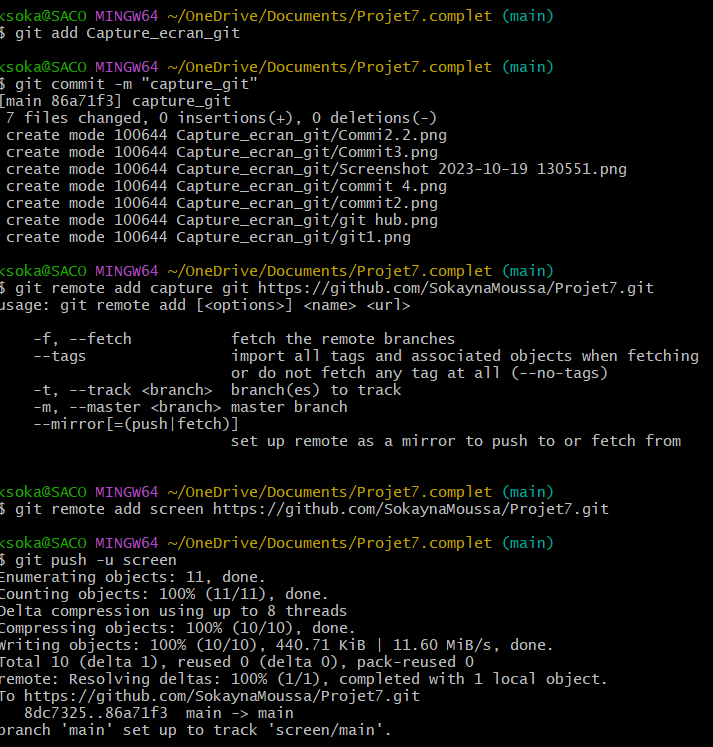 ksoka@SACO MINGW64 ~/OneDrive/Documents/Projet7.complet (main)
$ git add Capture_ecran_git
ksoka@SACO MINGW64 ~/OneDrive/Documents/Projet7.complet (main)
$ git commit -m "capture_git"
[main 86a71f3] capture_git
7 files changed, 0 insertions(+), 0 deletions(-)
create mode 100644 Capture_ecran_git/Commi2.2.png
create mode 100644 Capture_ecran_git/Commit3.png
create mode 100644 Capture_ecran_git/Screenshot 2023-10-19 130551.png
create mode 100644 Capture_ecran_git/commit 4.png
create mode 100644 Capture_ecran_git/commit2.png
create mode 100644 Capture_ecran_git/git hub.png
create mode 100644 Capture_ecran_git/git1.png
ksoka@SACO MINGW64 ~/OneDrive/Documents/Projet7.complet (main)
$ git remote add capture git https://github.com/SokaynaMoussa/Projet7.git
usage: git remote add [<options>] <name> <url>
-f, --fetch fetch the remote branches
--tags import all tags and associated objects when fetching
or do not fetch any tag at all (--no-tags)
-t, --track <branch> branch(es) to track
-m, --master <branch> master branch
--mirror[=(push|fetch)]
set up remote as a mirror to push to or fetch from
ksoka@SACO MINGW64 ~/OneDrive/Documents/Projet7.complet (main)
$ git remote add screen https://github.com/SokaynaMoussa/Projet7.git
ksoka@SACO MINGW64 ~/OneDrive/Documents/Projet7.complet (main)
$ git push -u screen
Enumerating objects: 11, done.
Counting objects: 100% (11/11), done.
Delta compression using up to 8 threads
Compressing objects: 100% (10/10), done.
Writing objects: 100% (10/10), 440.71 KiB | 11.60 MiB/s, done.
Total 10 (delta 1), reused 0 (delta 0), pack-reused 0
remote: Resolving deltas: 100% (1/1), completed with 1 local object.
To https://github.com/SokaynaMoussa/Projet7.git
8dc7325..86a71f3 main -> main
branch 'main' set up to track 'screen/main'.